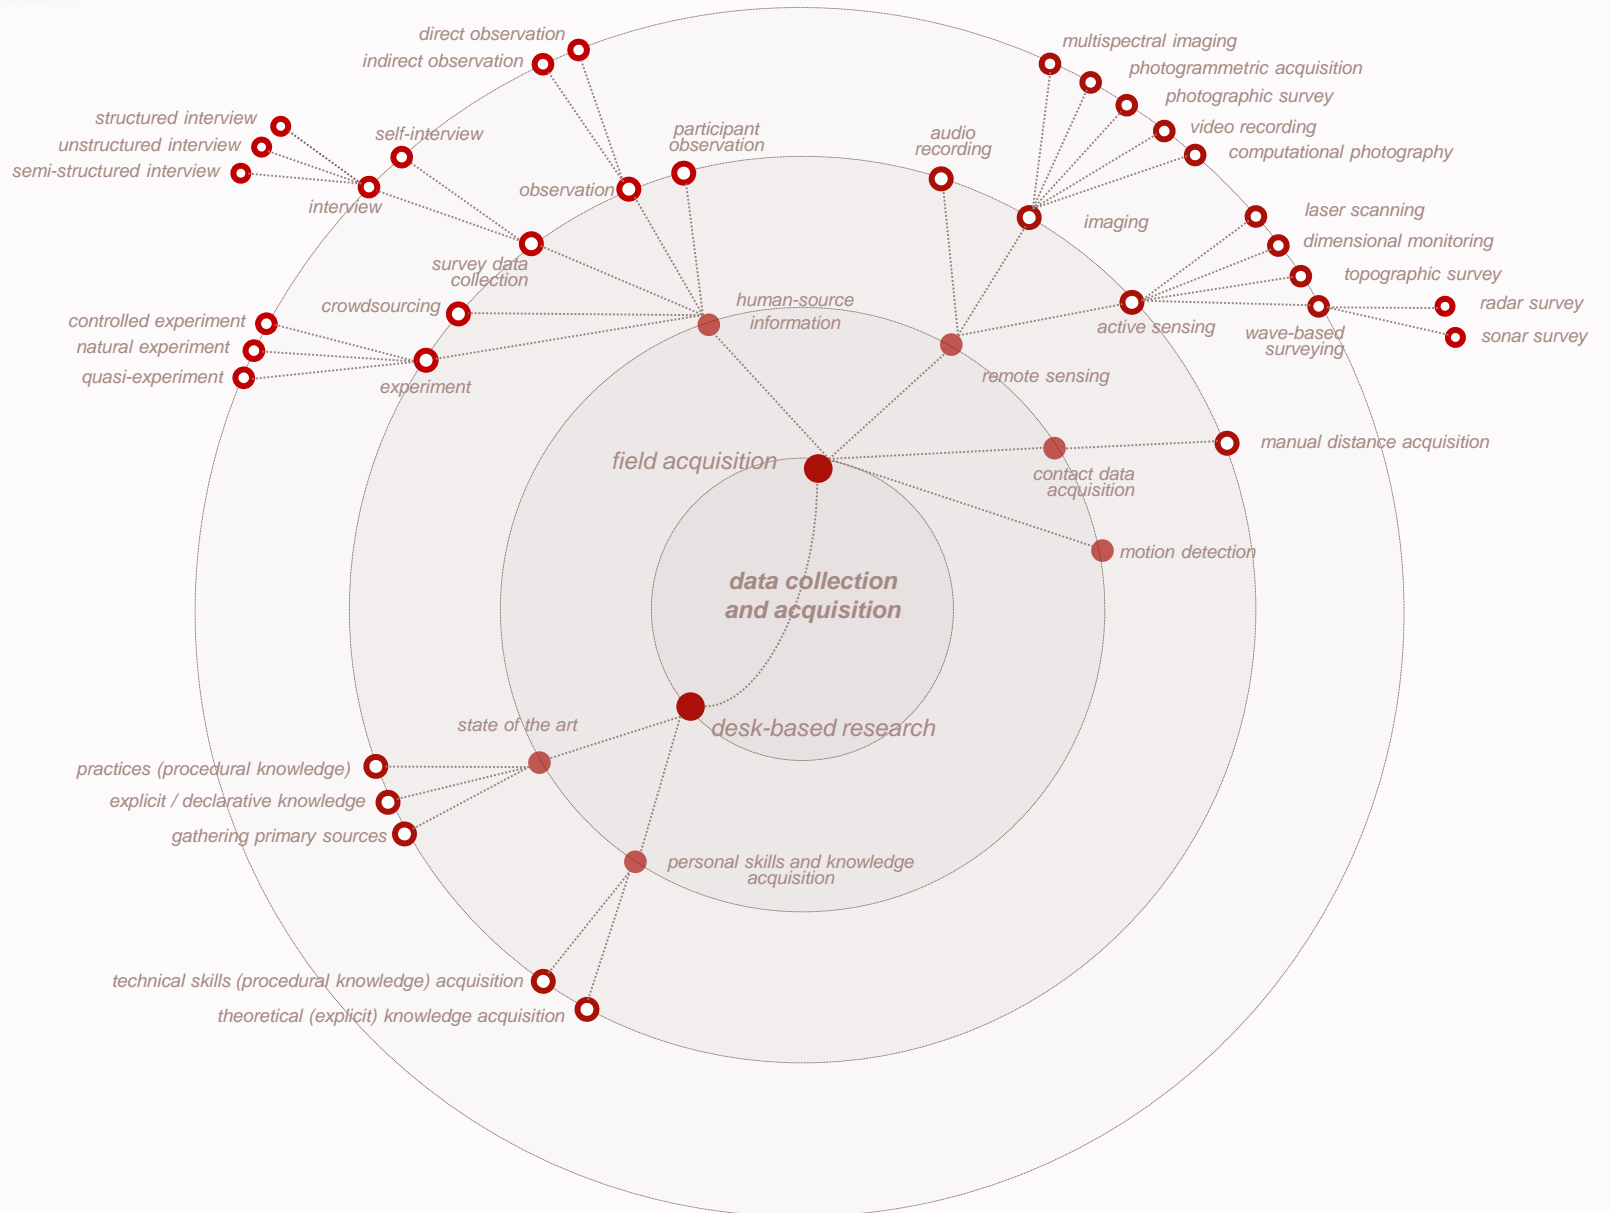 direct observation
indirect observation
multispectral imaging
photogrammetric acquisition
photographic survey
video recording
computational photography
structured interview
unstructured interview
semi-structured interview
self-interview
interview
participant
observation
observation
audio
recording
imaging
laser scanning
dimensional monitoring
topographic survey
radar survey
sonar survey
wave-based
surveying
active sensing
survey data
collection
crowdsourcing
human-source
information
controlled experiment
natural experiment
quasi-experiment
experiment
remote sensing
manual distance acquisition
field acquisition
contact data
acquisition
motion detection
data collection
and acquisition
state of the art
desk-based research
practices (procedural knowledge)
explicit / declarative knowledge
gathering primary sources
personal skills and knowledge
acquisition
technical skills (procedural knowledge) acquisition
theoretical (explicit) knowledge acquisition